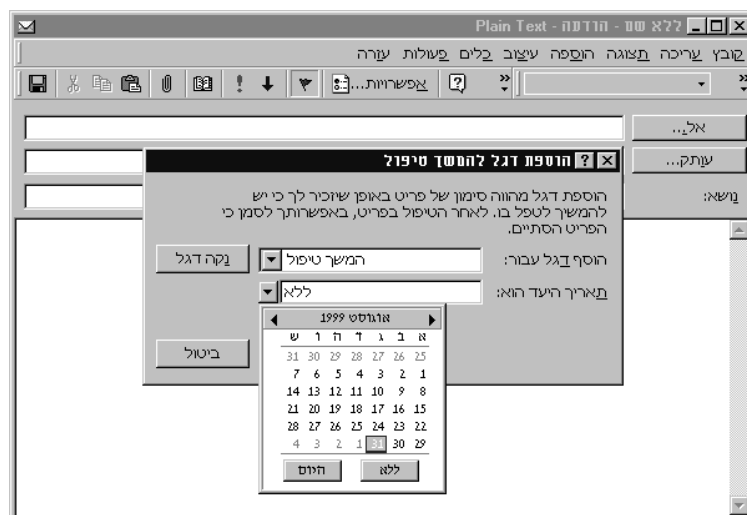 ללא שם - הודעה - Plain Text
קובץ עריכה תצוגה הוספה עיצוב כלים פעולות עזרה
אפשרויות...
אל...
עותק...
נושא:
הוספת דגל להמשך טיפול
הוספת דגל מהווה סימון של פריט באופן שיזכיר לך כי יש
להמשיך לטפל בו. לאחר הטיפול בפריט, באפשרותך לסמן כי
הפריט הסתיים.
הוסף דגל עבור: המשך טיפול נקה דגל
תאריך היעד הוא: ללא
אוגוסט 1999
א ב ג ד ה ו ש
25 26 27 28 29 30 31
1 2 3 4 5 6 7
8 9 10 11 12 13 14
15 16 17 18 19 20 21
22 23 24 25 26 27 28
29 30 31 1 2 3 4
ללא היום
ביטול